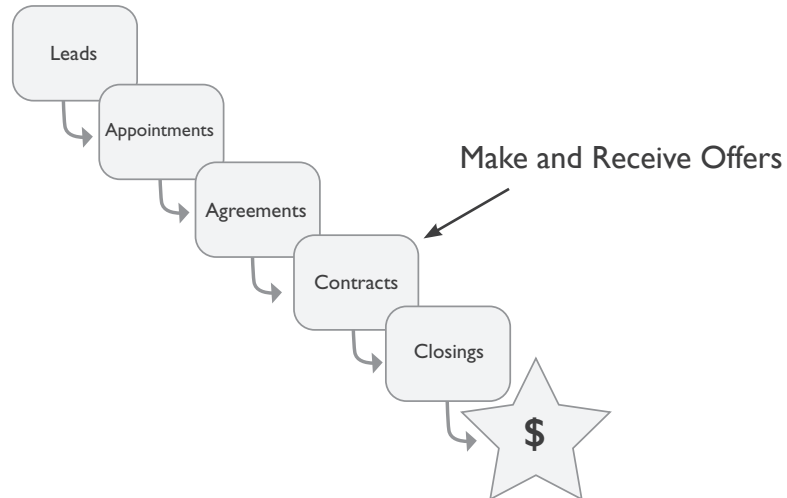 Leads
Appointments
Make and Receive Offers
Agreements
Contracts
Closings
$